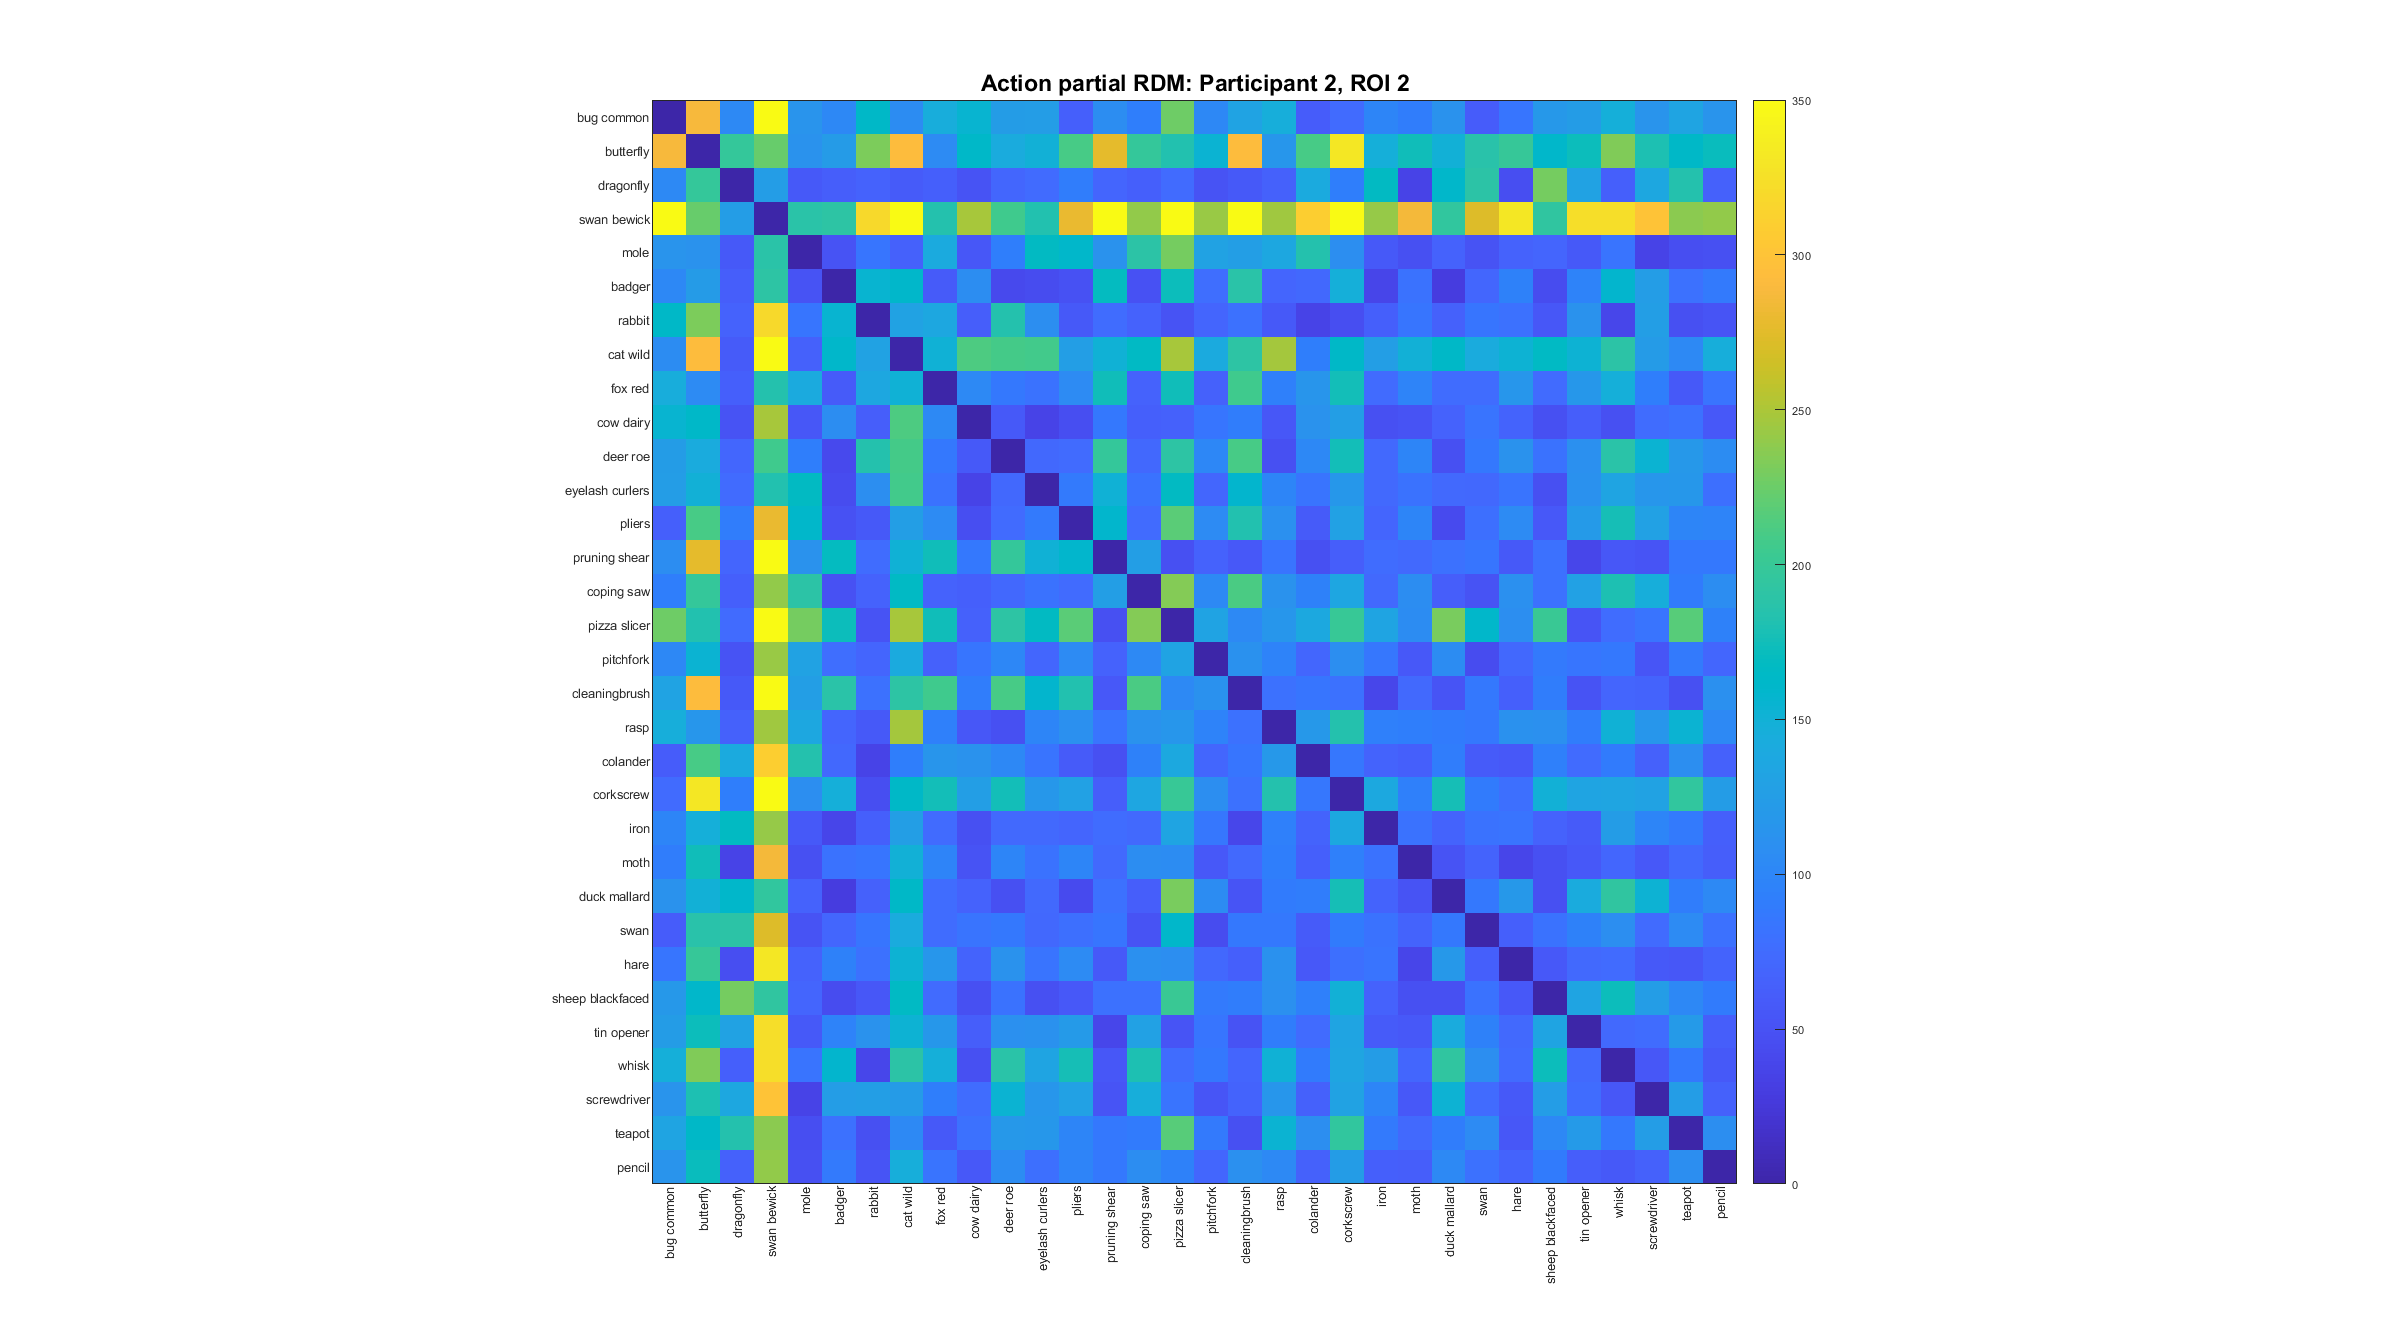 Action partial RDM: Participant 2, ROI 2
bug common
butterfly
dragonfly
swan bewick
mole
badger
rabbit
cat wild
fox red
cow dairy
deer roe
eyelash curlers
pliers
pruning shear
coping saw
pizza slicer
pitchfork
cleaningbrush
rasp
colander
corkscrew
iron
moth
duck mallard
swan
hare
sheep blackfaced
tin opener
whisk
screwdriver
teapot
pencil
350
300
250
200
150
100
50
0
bug common
butterfly
dragonfly
swan bewick
mole
badger
rabbit
cat wild
fox red
cow dairy
deer roe
eyelash curlers
pliers
pruning shear
coping saw
pizza slicer
pitchfork
cleaningbrush
rasp
colander
corkscrew
iron
moth
duck mallard
swan
hare
sheep blackfaced
tin opener
whisk
screwdriver
teapot
pencil